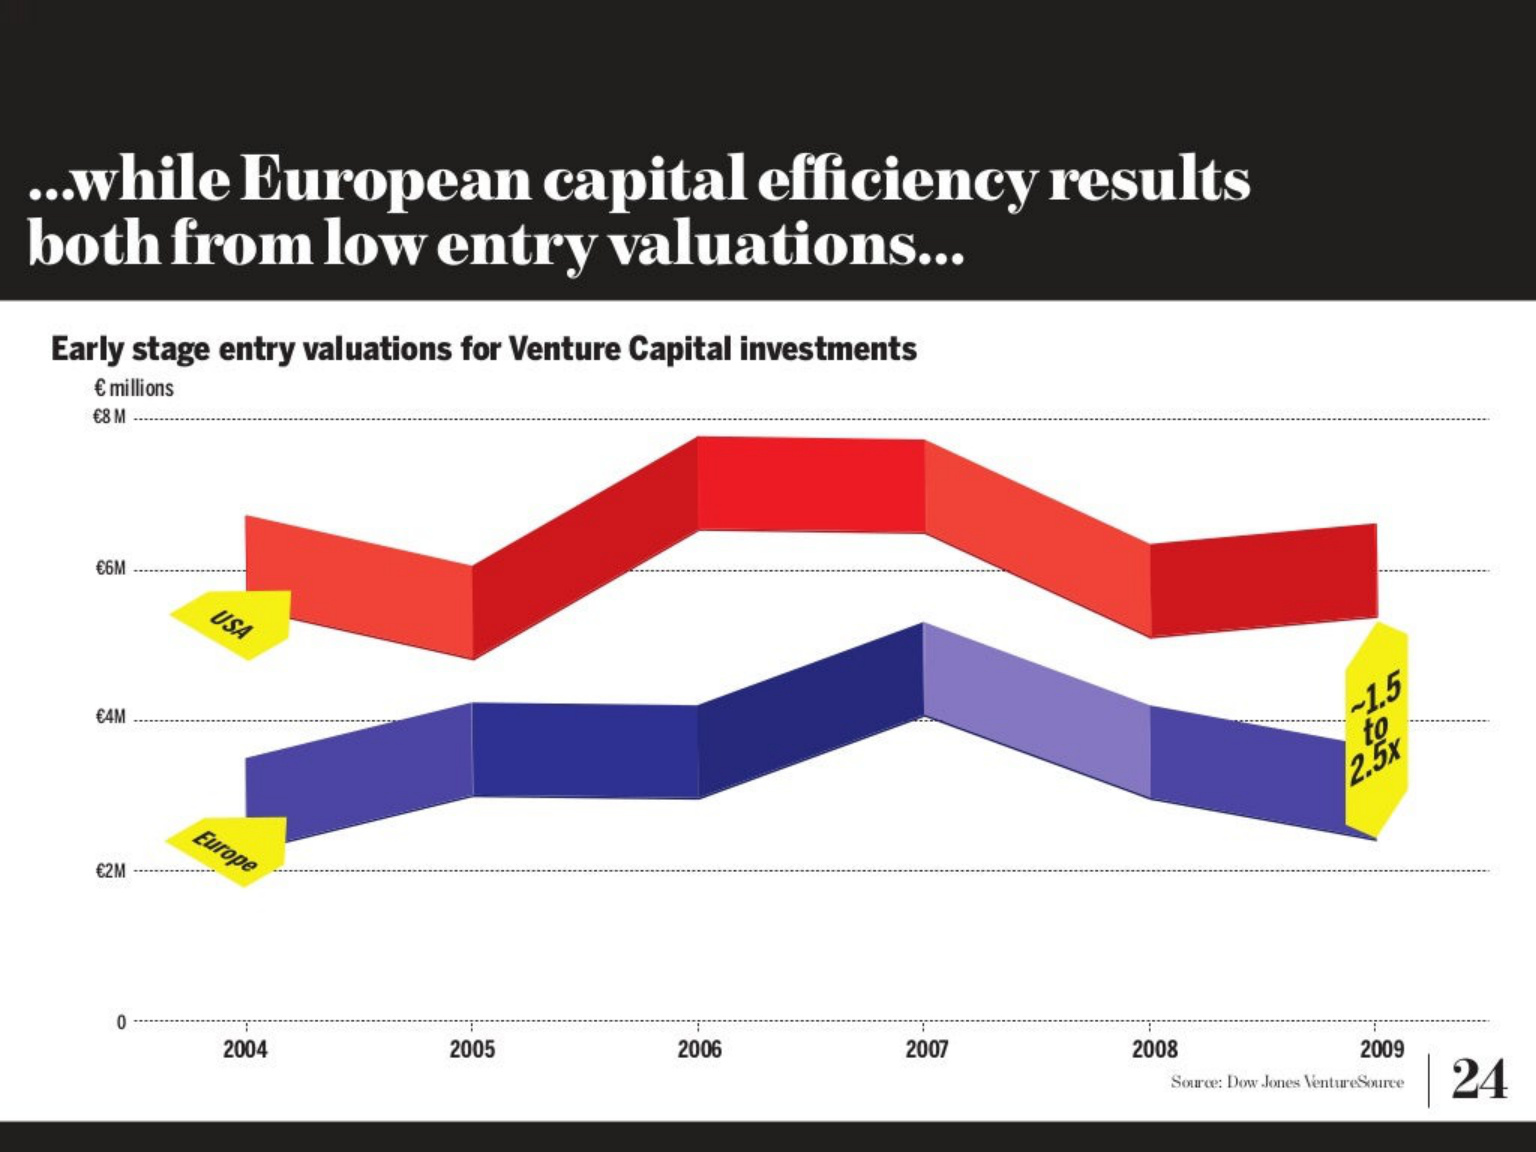 ...while European capital efficiency results
both from low entry valuations...
Early stage entry valuations for Venture Capital investments
€ millions
€8 M
€6M
USA
~1.5
to
2.5x
€4M
Europe
€2M
0
2004 2005 2006 2007 2008 2009
Source: Dow Jones VentureSource
24